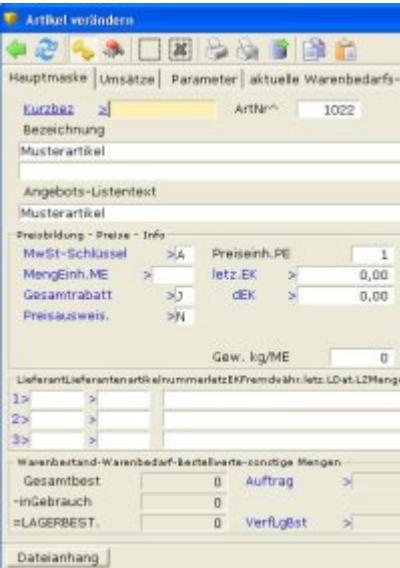 Artikel verändern
Hauptmaske Umsätze Parameter aktuelle Warenbedarfs-
Kurzbez > ArtNr^ 1022
Bezeichnung
Musterartikel
Angebots-Listentext
Musterartikel
Preisbildung - Preise - Info
MwSt-Schlüssel >A Preiseinh.PE 1
MengEinh.ME > letz.EK > 0,00
Gesamtrabatt >J dEK > 0,00
Preisausweis. >N
Gew. kg/ME 0
LieferantLieferantenartikelnummerletzEKFremdwähr.letz.LDat.LZMenge
1> >
2> >
3> >
Warenbestand-Warenbedarf-Bestellwerte-sonstige Mengen
Gesamtbest 0 Auftrag >
-inGebrauch 0
=LAGERBEST. 0 VerfLgBst >
Dateianhang